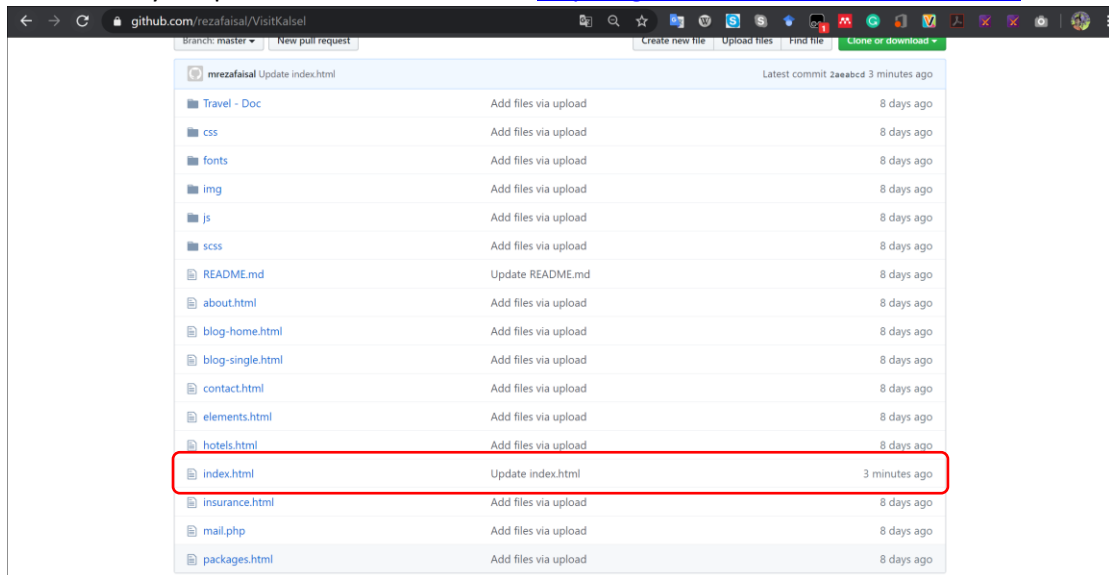 github.com/rezafaisal/VisitKalsel
Branch: master New pull request Create new file Upload files Find file Clone or download
mrezafaisal Update index.html Latest commit 2aeabcd 3 minutes ago
Travel - Doc Add files via upload 8 days ago
css Add files via upload 8 days ago
fonts Add files via upload 8 days ago
img Add files via upload 8 days ago
js Add files via upload 8 days ago
scss Add files via upload 8 days ago
README.md Update README.md 8 days ago
about.html Add files via upload 8 days ago
blog-home.html Add files via upload 8 days ago
blog-single.html Add files via upload 8 days ago
contact.html Add files via upload 8 days ago
elements.html Add files via upload 8 days ago
hotels.html Add files via upload 8 days ago
index.html Update index.html 3 minutes ago
insurance.html Add files via upload 8 days ago
mail.php Add files via upload 8 days ago
packages.html Add files via upload 8 days ago